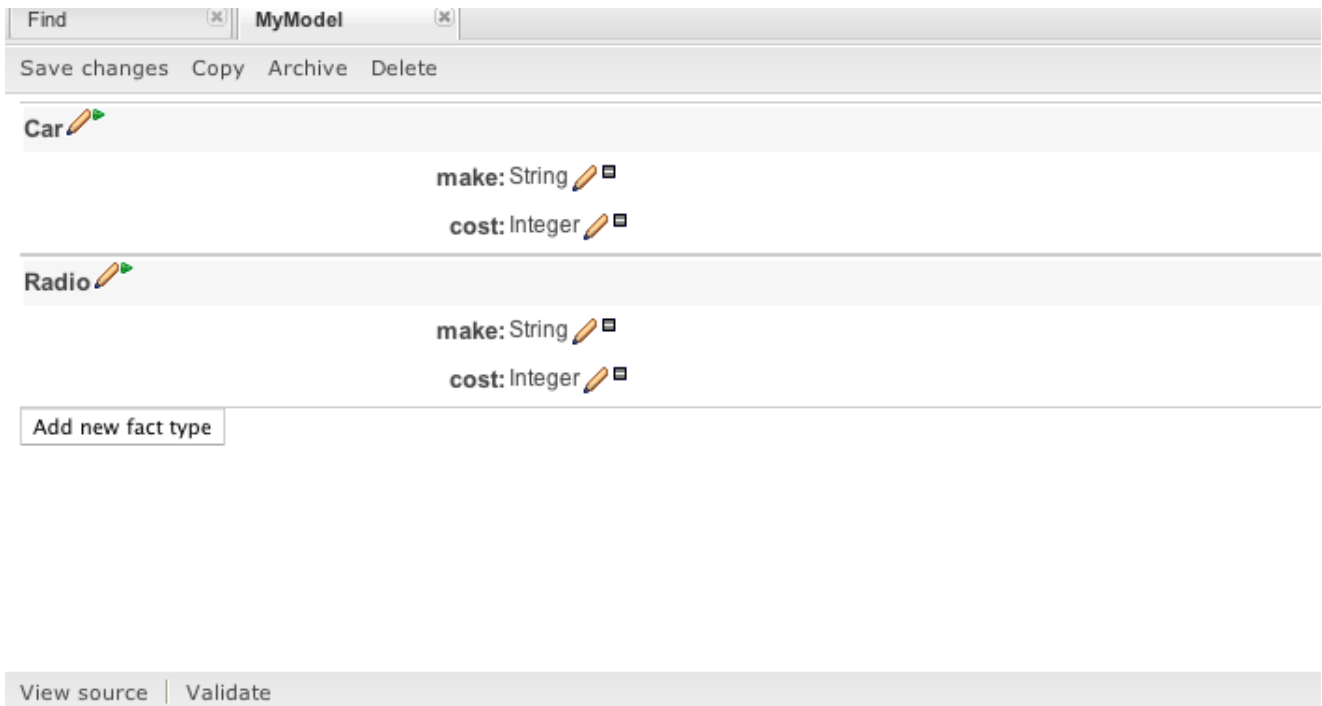 Find MyModel
Save changes Copy Archive Delete
Car
make: String
cost: Integer
Radio
make: String
cost: Integer
Add new fact type
View source Validate